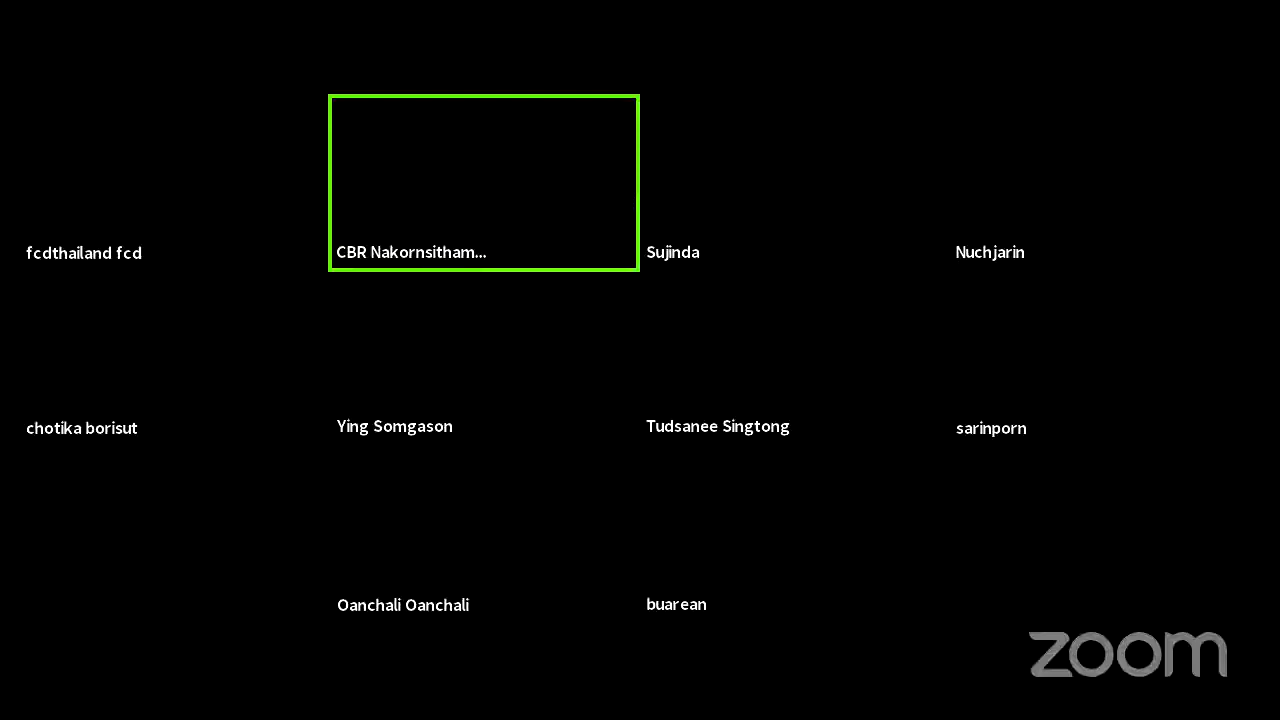 fcdthailand fcd
CBR Nakornsitham...
Sujinda
Nuchjarin
chotika borisut
Ying Somgason
Tudsanee Singtong
sarinporn
Oanchali Oanchali
buarean
zoom